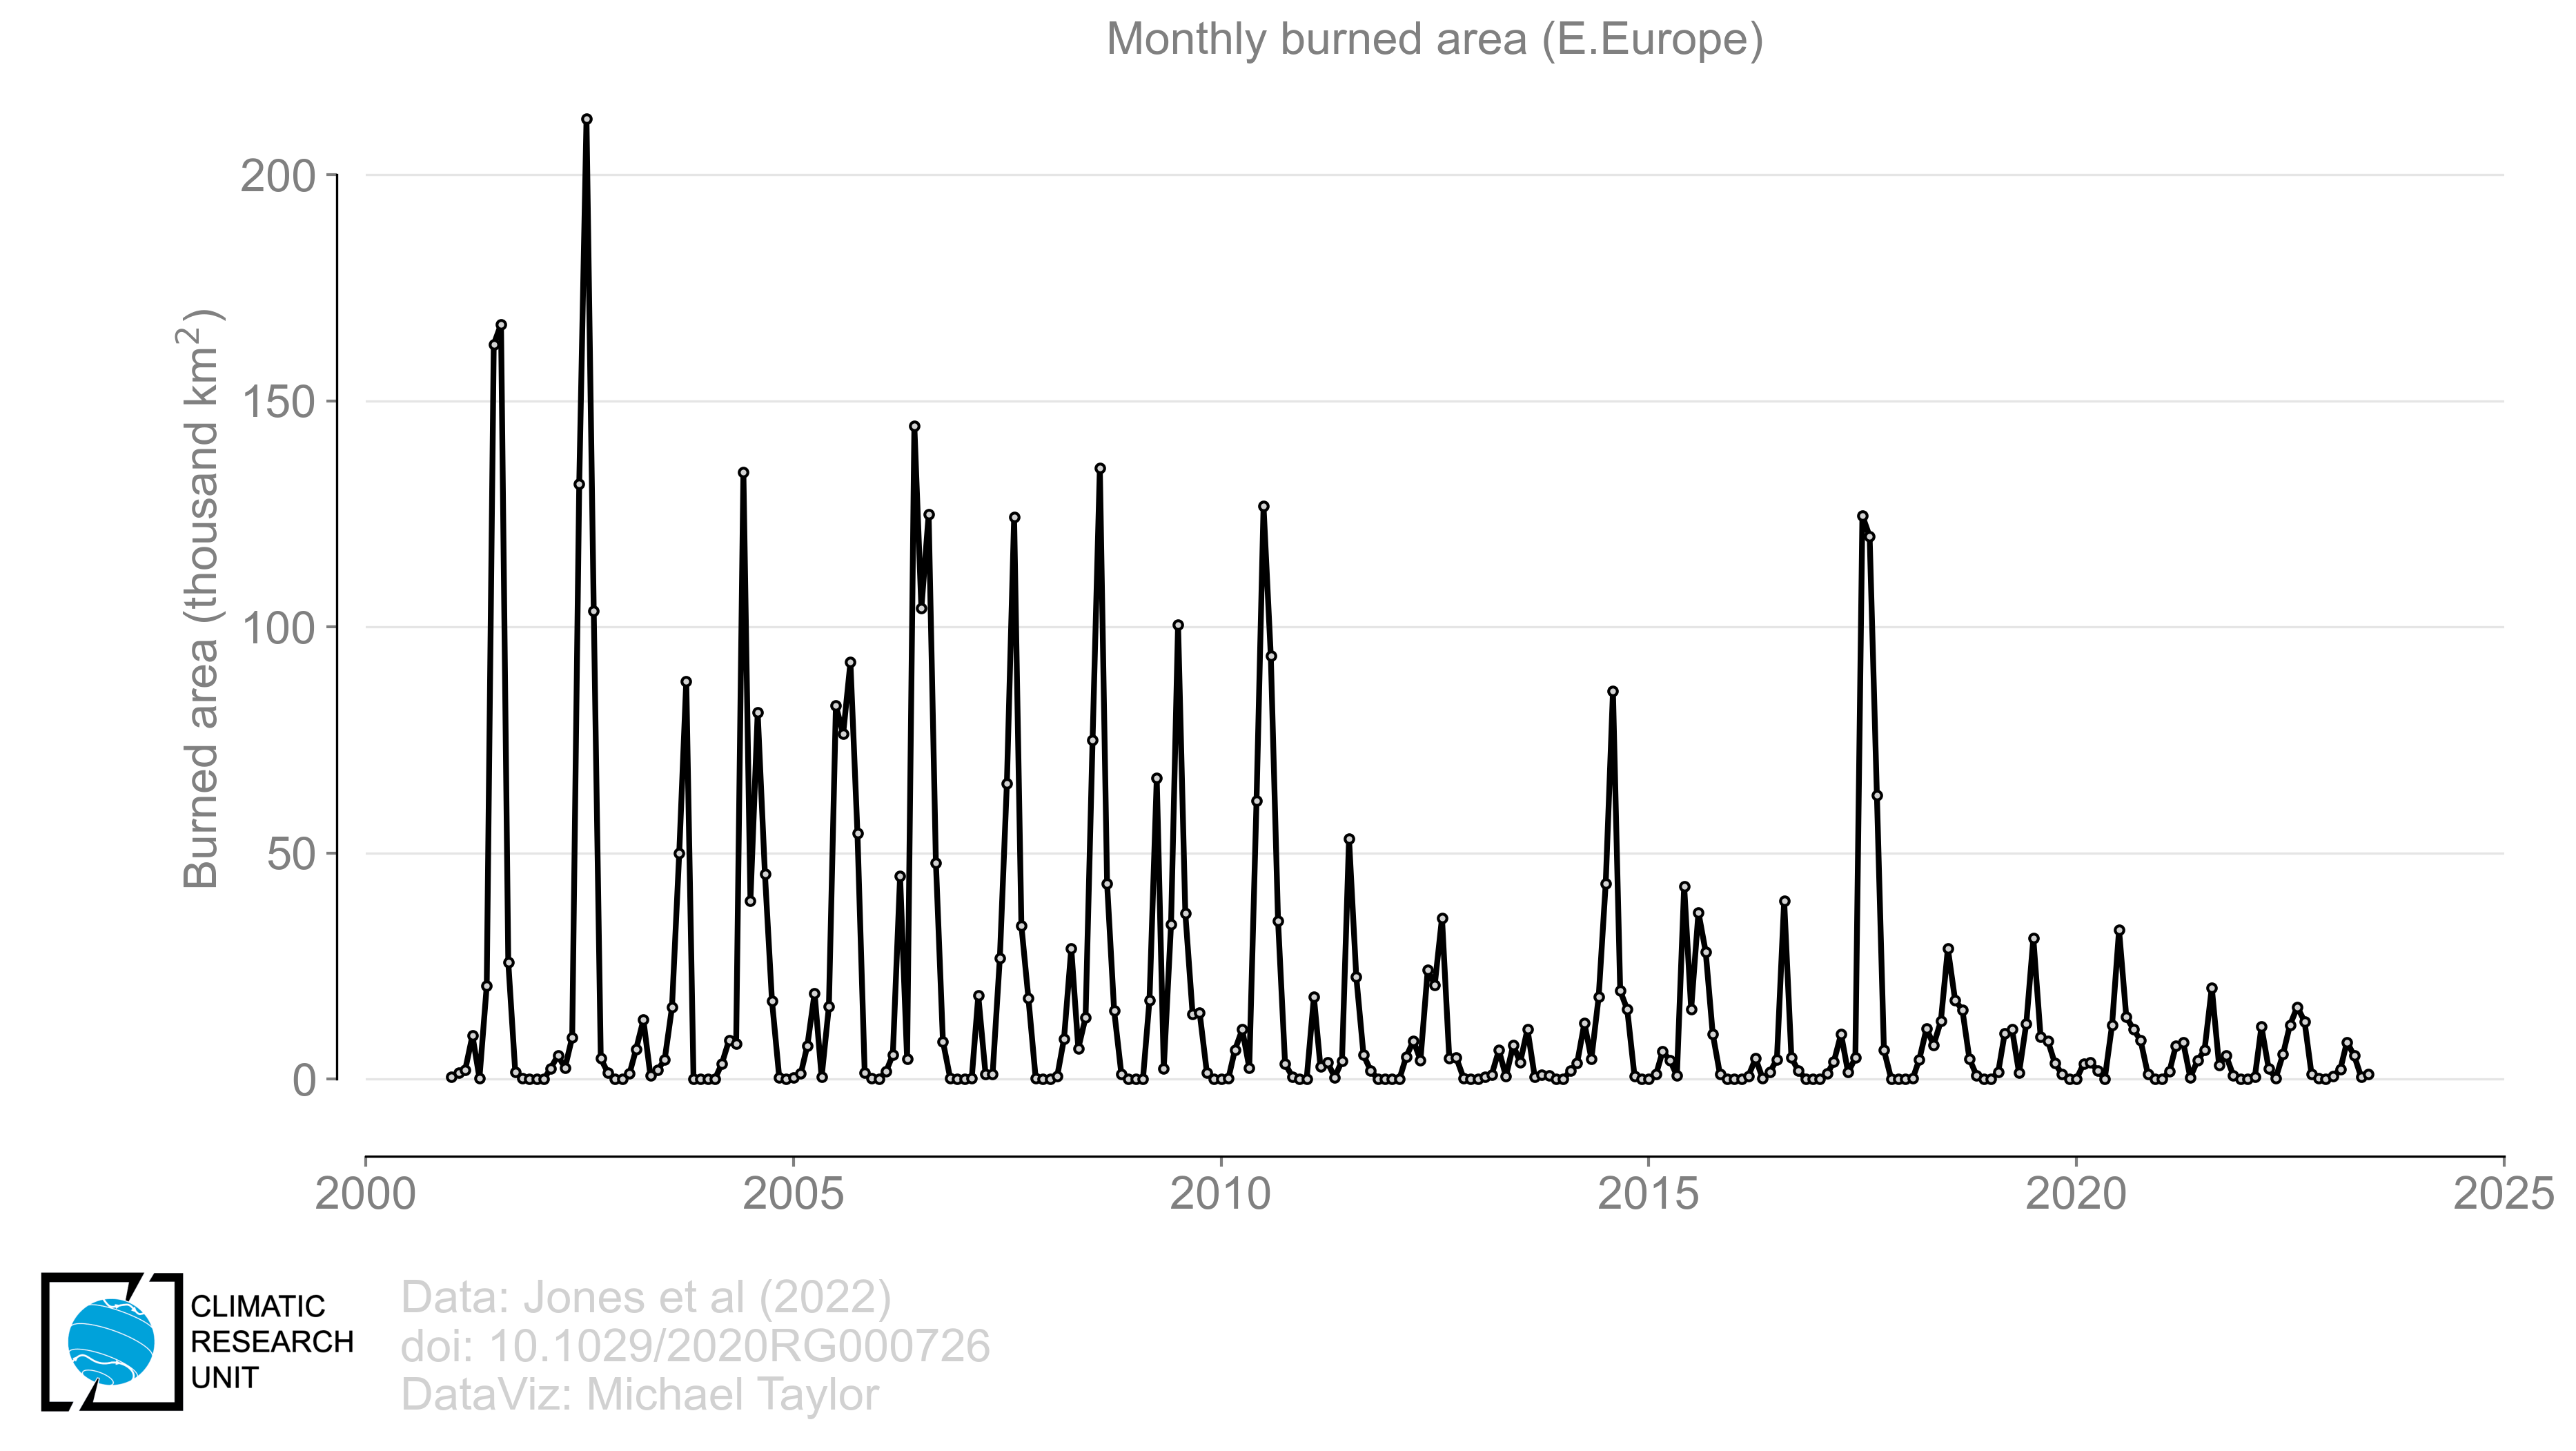 Monthly burned area (E.Europe)
Burned area (thousand km²)
200
150
100
50
0
2000
2005
2010
2015
2020
2025
CLIMATIC
RESEARCH
UNIT
Data: Jones et al (2022)
doi: 10.1029/2020RG000726
DataViz: Michael Taylor